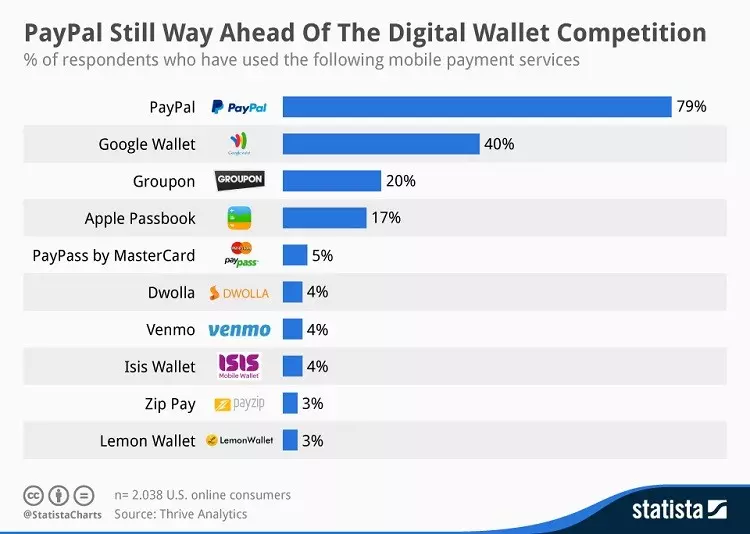 PayPal Still Way Ahead Of The Digital Wallet Competition
% of respondents who have used the following mobile payment services
PayPal PayPal 79%
Google Wallet 40%
Groupon GROUPON 20%
Apple Passbook 17%
PayPass by MasterCard MasterCard paypass 5%
Dwolla DWOLLA 4%
Venmo venmo 4%
Isis Wallet ISIS Mobile Wallet 4%
Zip Pay payzip 3%
Lemon Wallet LemonWallet 3%
cc
@StatistaCharts
n= 2.038 U.S. online consumers
Source: Thrive Analytics
statista